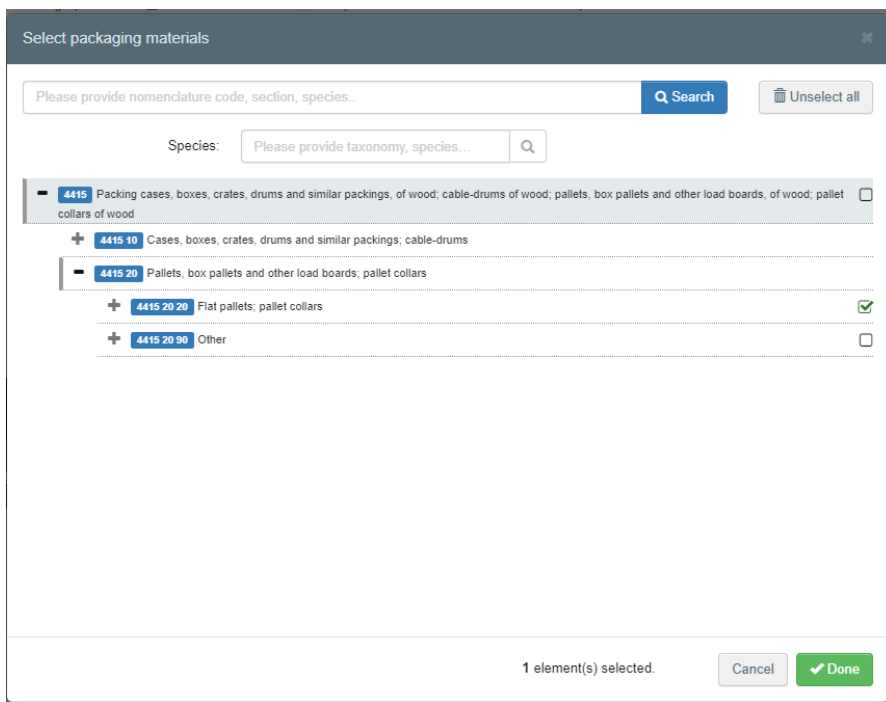 Select packaging materials
Please provide nomenclature code, section, species..
Search
Unselect all
Species:
Please provide taxonomy, species...
4415 Packing cases, boxes, crates, drums and similar packings, of wood; cable-drums of wood; pallets, box pallets and other load boards, of wood; pallet
collars of wood
4415 10 Cases, boxes, crates, drums and similar packings; cable-drums
4415 20 Pallets, box pallets and other load boards; pallet collars
4415 20 20 Flat pallets; pallet collars
4415 20 90 Other
1 element(s) selected.
Cancel
Done